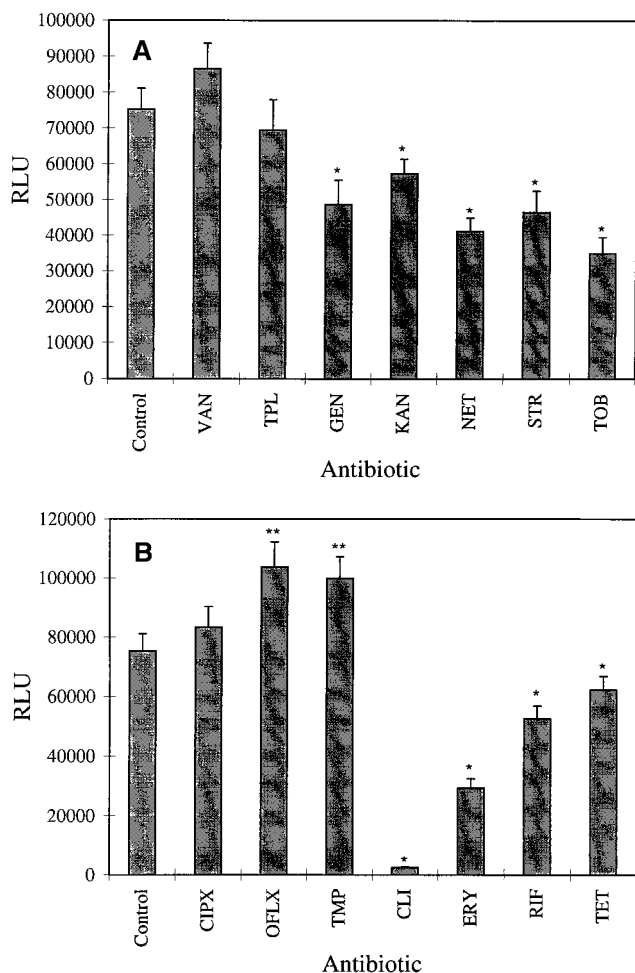 100000
A
90000
80000
70000
60000
RLU
50000
40000
30000
20000
10000
0
* * * * *
Control VAN TPL GEN KAN NET STR TOB
Antibiotic
120000
B
100000
80000
RLU
60000
40000
20000
0
** ** * * * *
Control CIPX OFLX TMP CLI ERY RIF TET
Antibiotic